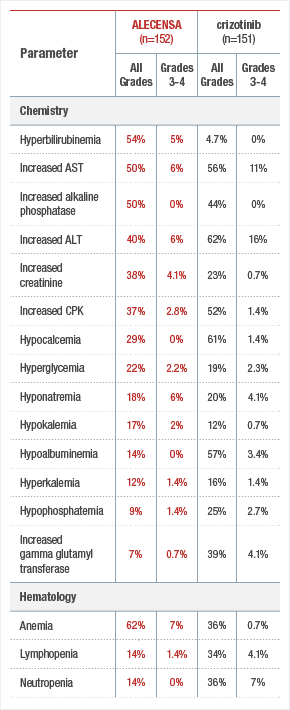 Parameter
ALECENSA
(n=152)
crizotinib
(n=151)
All
Grades
Grades
3–4
All
Grades
Grades
3–4
Chemistry
Hyperbilirubinemia 54% 5% 4.7% 0%
Increased AST 50% 6% 56% 11%
Increased alkaline
phosphatase 50% 0% 44% 0%
Increased ALT 40% 6% 62% 16%
Increased
creatinine 38% 4.1% 23% 0.7%
Increased CPK 37% 2.8% 52% 1.4%
Hypocalcemia 29% 0% 61% 1.4%
Hyperglycemia 22% 2.2% 19% 2.3%
Hyponatremia 18% 6% 20% 4.1%
Hypokalemia 17% 2% 12% 0.7%
Hypoalbuminemia 14% 0% 57% 3.4%
Hyperkalemia 12% 1.4% 16% 1.4%
Hypophosphatemia 9% 1.4% 25% 2.7%
Increased
gamma glutamyl
transferase 7% 0.7% 39% 4.1%
Hematology
Anemia 62% 7% 36% 0.7%
Lymphopenia 14% 1.4% 34% 4.1%
Neutropenia 14% 0% 36% 7%